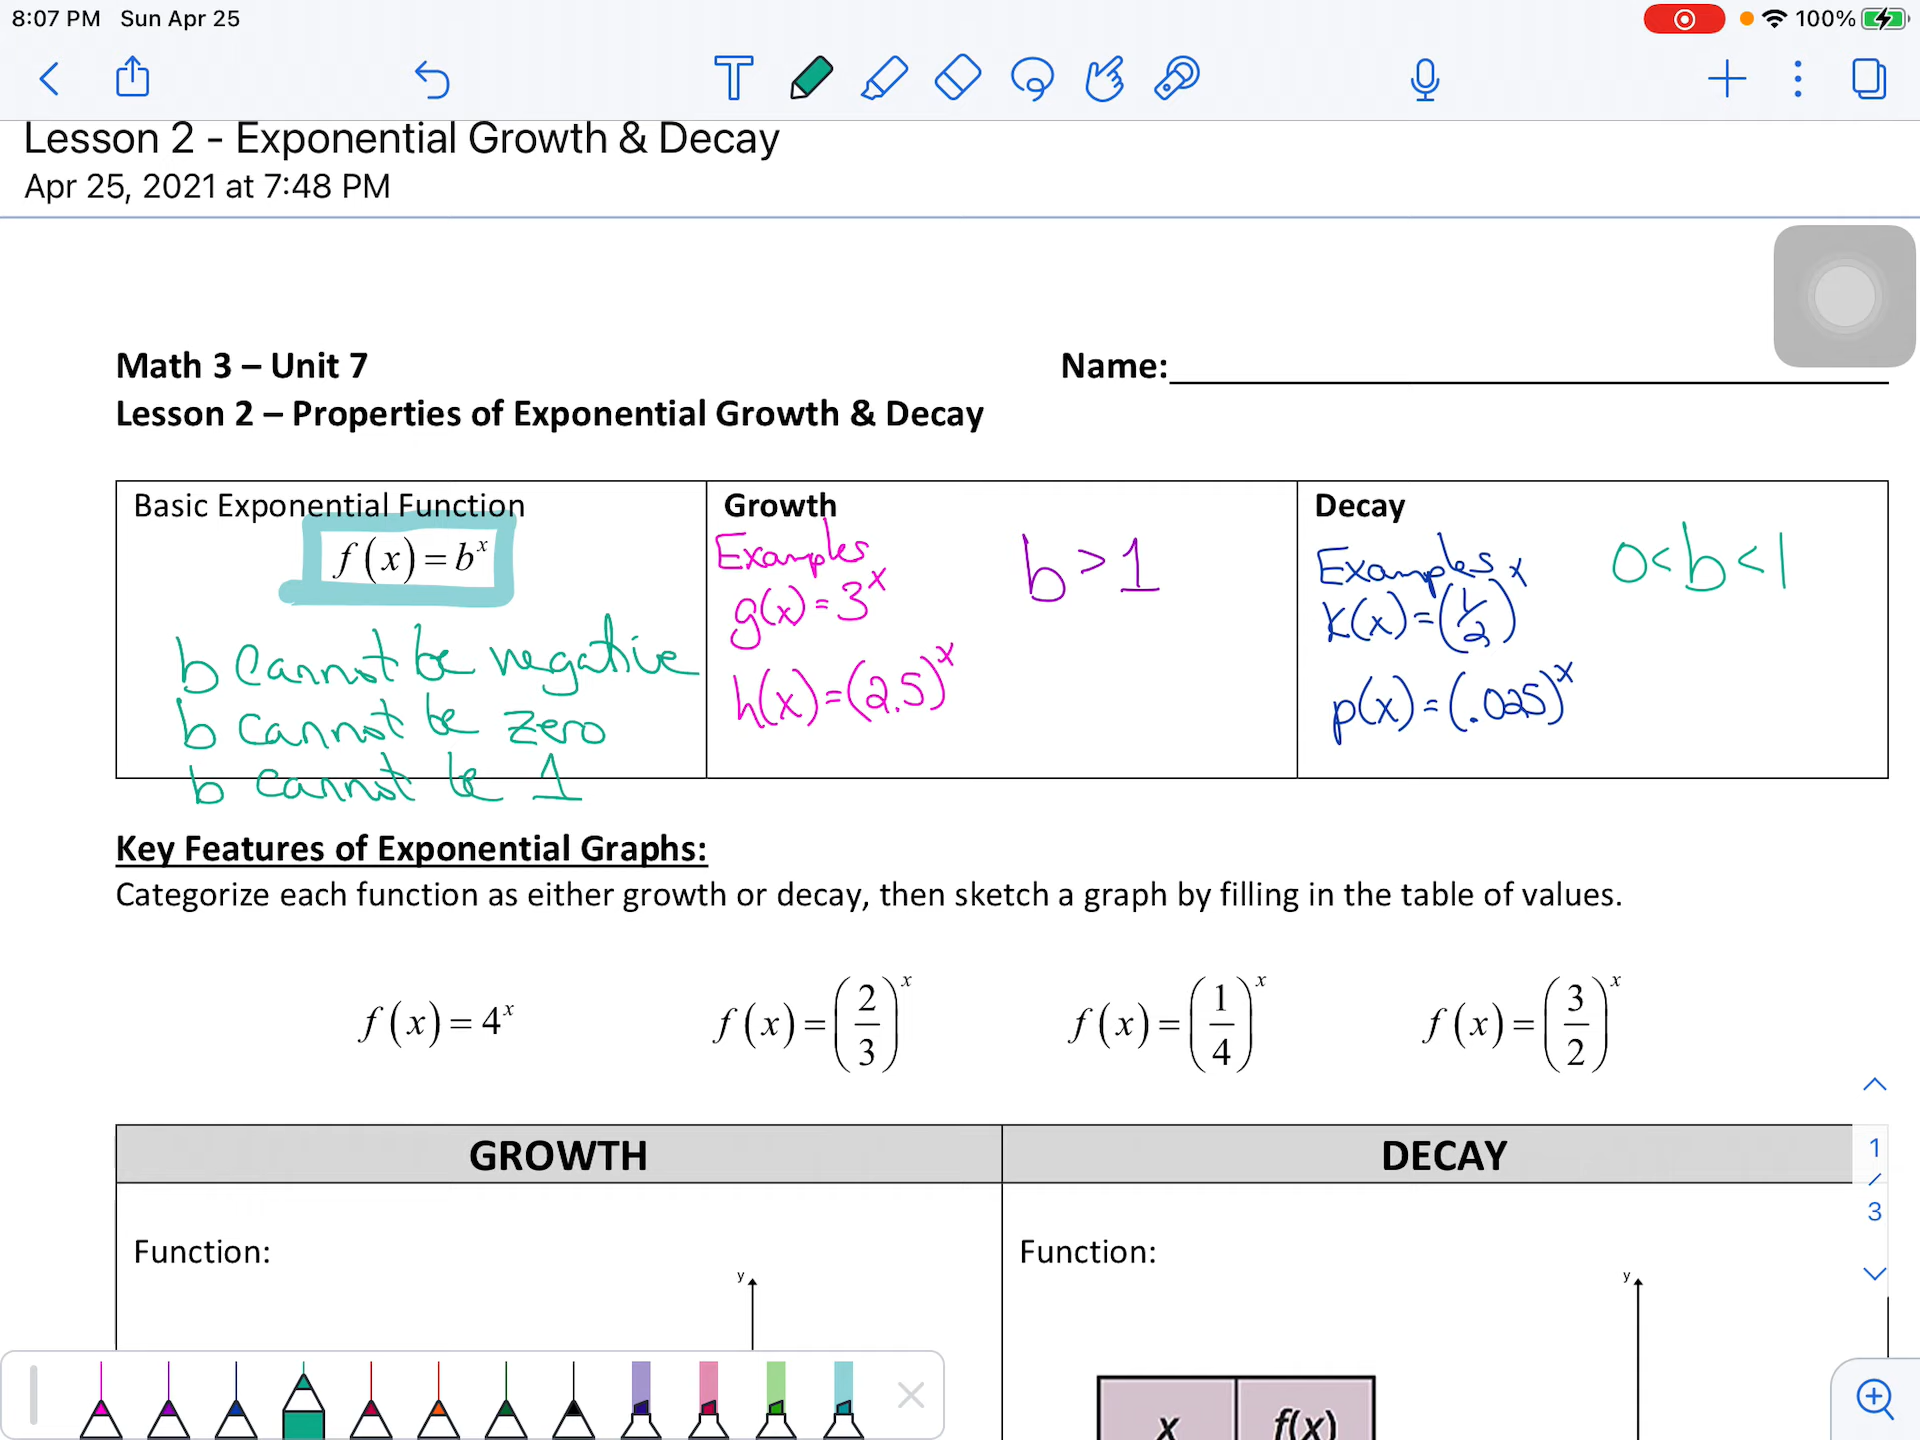 8:07 PM Sun Apr 25
100%
Lesson 2 - Exponential Growth & Decay
Apr 25, 2021 at 7:48 PM
Math 3 – Unit 7
Name:
Lesson 2 – Properties of Exponential Growth & Decay
Basic Exponential Function
f(x) = b^x
b cannot be negative
b cannot be zero
b cannot be 1
Growth
Examples
g(x) = 3^x
h(x) = (2.5)^x
b > 1
Decay
Examples
k(x) = (1/2)^x
p(x) = (.025)^x
0 < b < 1
Key Features of Exponential Graphs:
Categorize each function as either growth or decay, then sketch a graph by filling in the table of values.
f(x) = 4^x f(x) = (2/3)^x f(x) = (1/4)^x f(x) = (3/2)^x
GROWTH DECAY
Function: Function:
y y
x f(x)
1 / 3